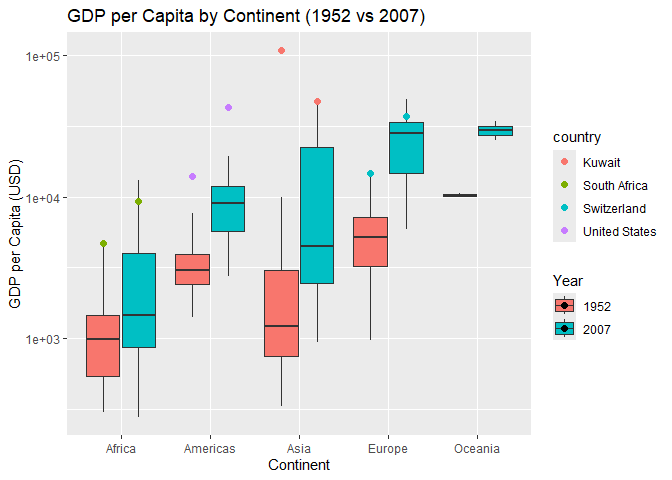 GDP per Capita by Continent (1952 vs 2007)
GDP per Capita (USD)
1e+05
1e+04
1e+03
Africa
Americas
Asia
Europe
Oceania
Continent
country
Kuwait
South Africa
Switzerland
United States
Year
1952
2007